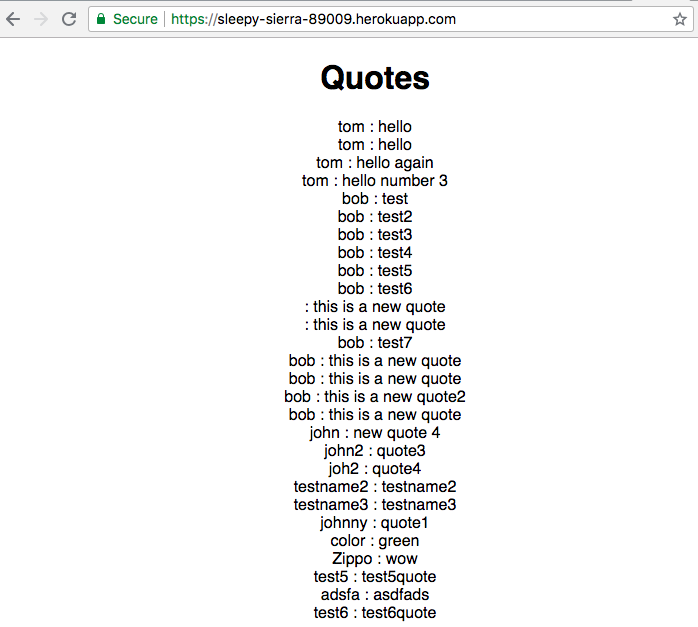 Secure | https://sleepy-sierra-89009.herokuapp.com
Quotes
tom : hello
tom : hello
tom : hello again
tom : hello number 3
bob : test
bob : test2
bob : test3
bob : test4
bob : test5
bob : test6
: this is a new quote
: this is a new quote
bob : test7
bob : this is a new quote
bob : this is a new quote
bob : this is a new quote2
bob : this is a new quote
john : new quote 4
john2 : quote3
joh2 : quote4
testname2 : testname2
testname3 : testname3
johnny : quote1
color : green
Zippo : wow
test5 : test5quote
adsfa : asdfads
test6 : test6quote